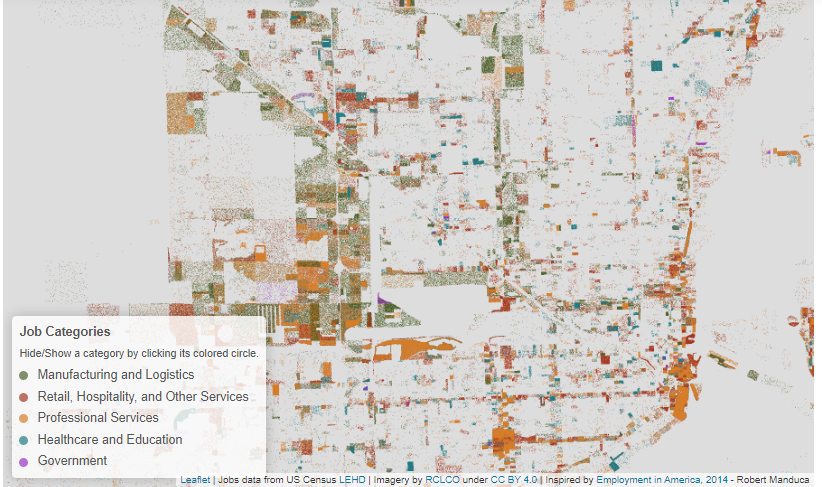 Job Categories
Hide/Show a category by clicking its colored circle.
Manufacturing and Logistics
Retail, Hospitality, and Other Services
Professional Services
Healthcare and Education
Government
Leaflet | Jobs data from US Census LEHD | Imagery by RCLCO under CC BY 4.0 | Inspired by Employment in America, 2014 - Robert Manduca